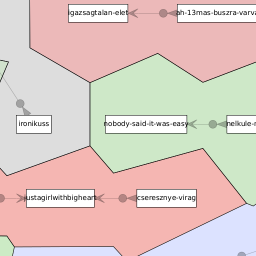 igazsagtalan-elet
ah-13mas-buszra-varva
ironikuss
nobody-said-it-was-easy
nelkule-r
justagirlwithbigheart
cseresznye-virag